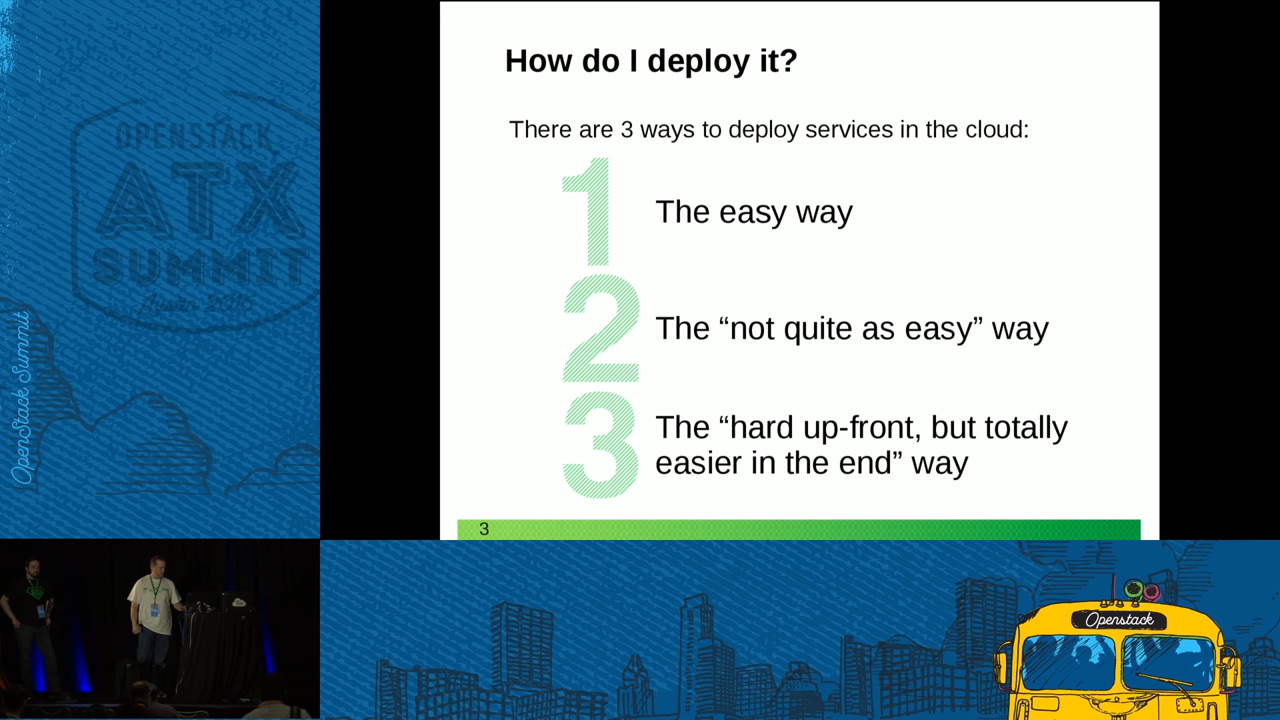 How do I deploy it?
There are 3 ways to deploy services in the cloud:
1
The easy way
2
The “not quite as easy” way
3
The “hard up-front, but totally
easier in the end” way
3
OPENSTACK
ATX
SUMMIT
Austin 2016
OpenStack Summit
Openstack